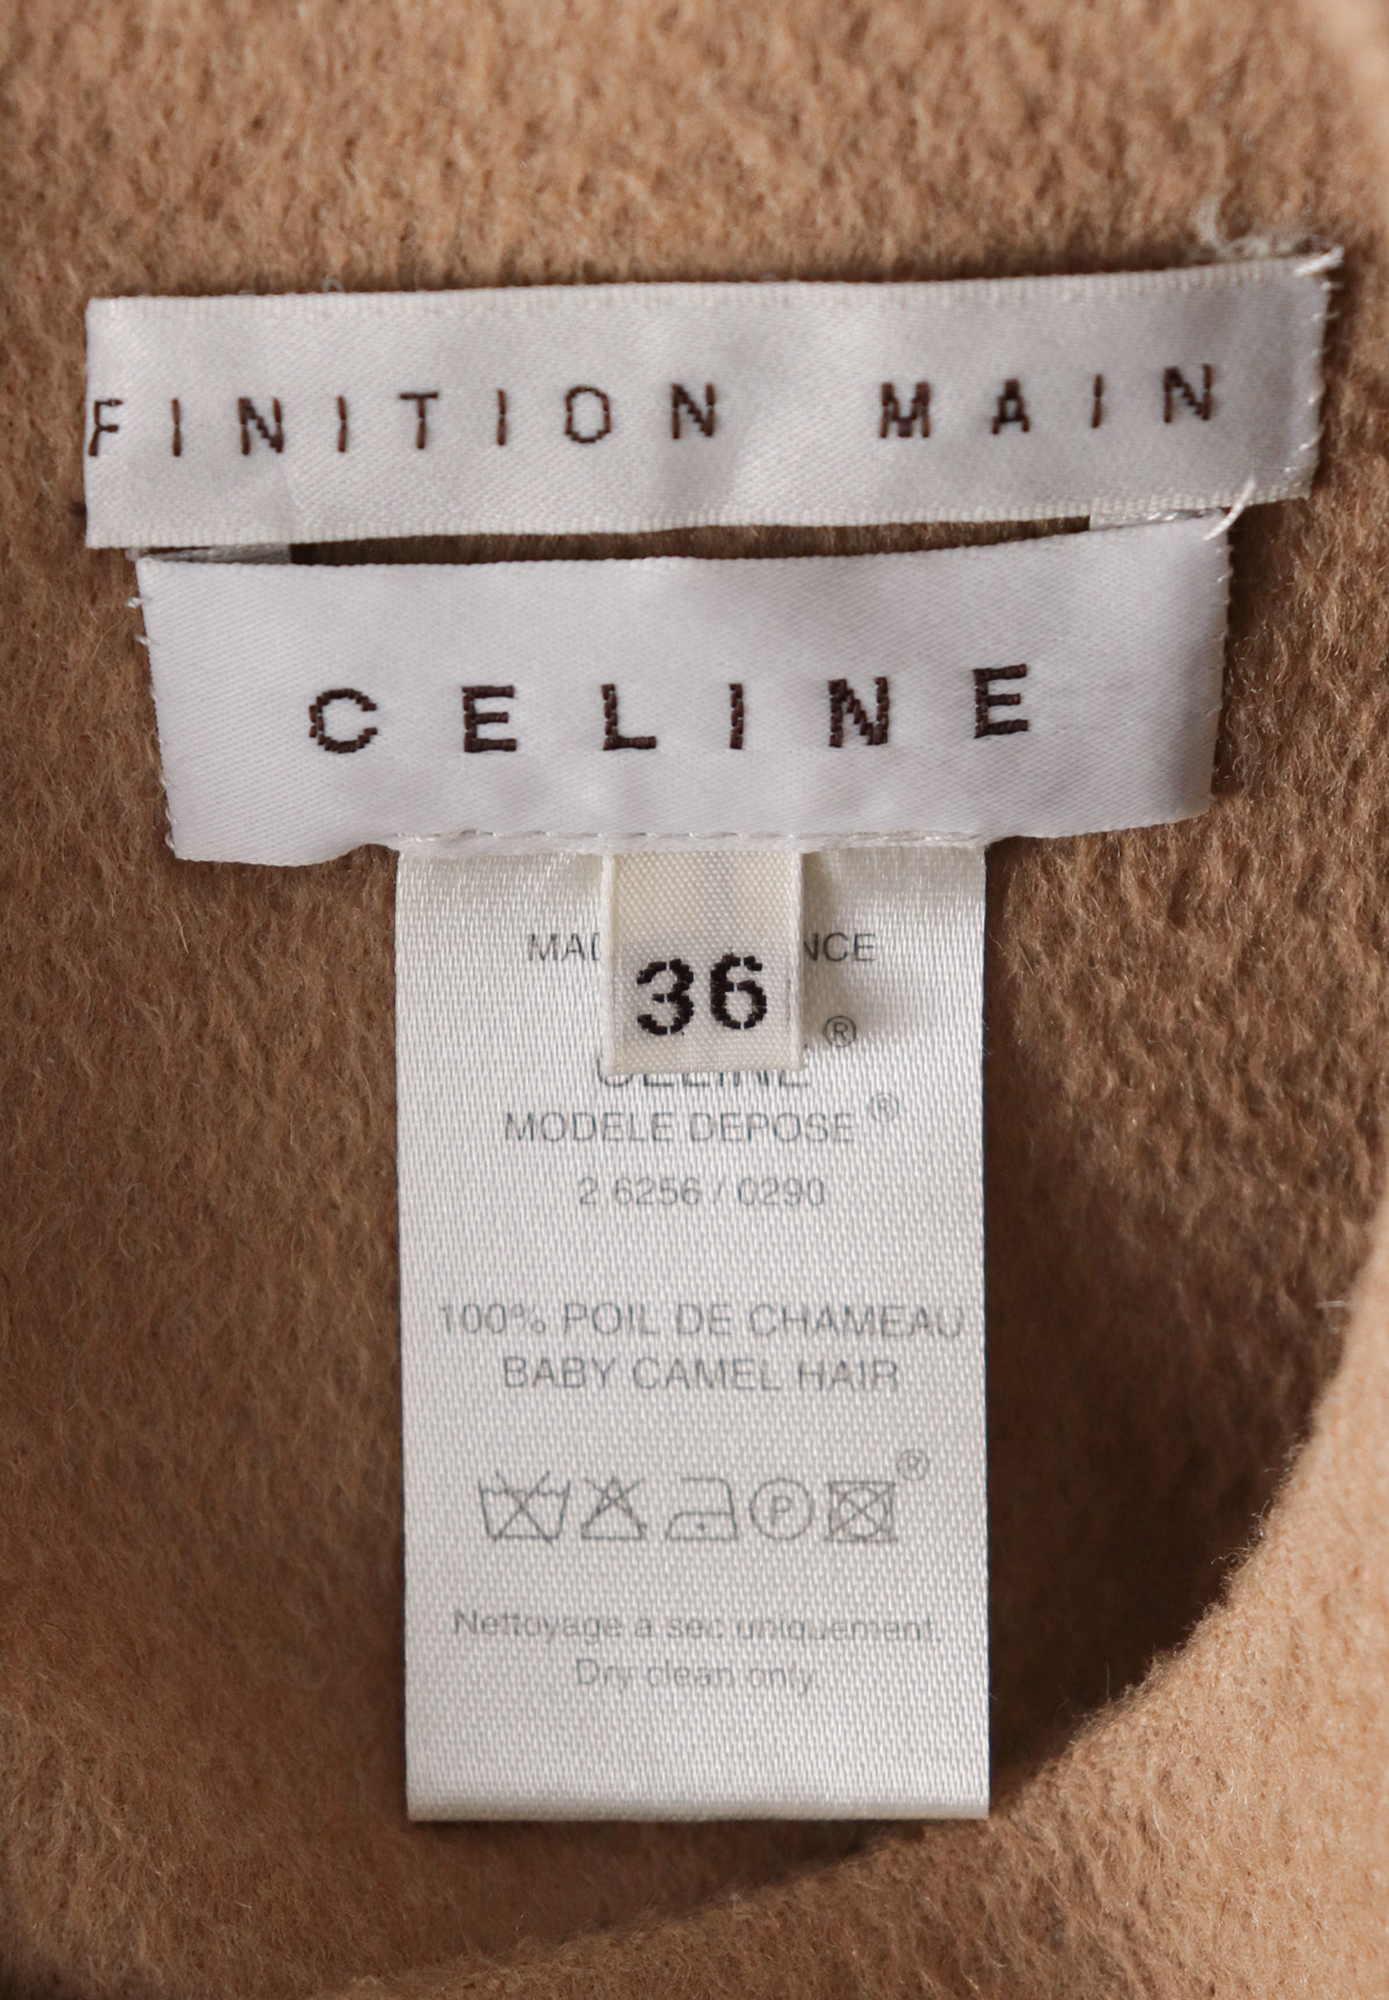 FINITION MAIN
CELINE
36
®
CELINE
MODELE DEPOSE ®
2 6256 / 0290
100% POIL DE CHAMEAU
BABY CAMEL HAIR
P ®
Nettoyage a sec uniquement.
Dry clean only